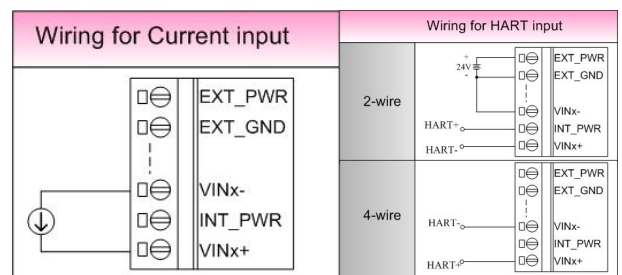 Wiring for Current input
EXT_PWR
EXT_GND
VINx-
INT_PWR
VINx+
Wiring for HART input
2-wire
+
24V
-
EXT_PWR
EXT_GND
VINx-
HART+
INT_PWR
HART-
VINx+
4-wire
EXT_PWR
EXT_GND
HART-
VINx-
INT_PWR
HART+
VINx+